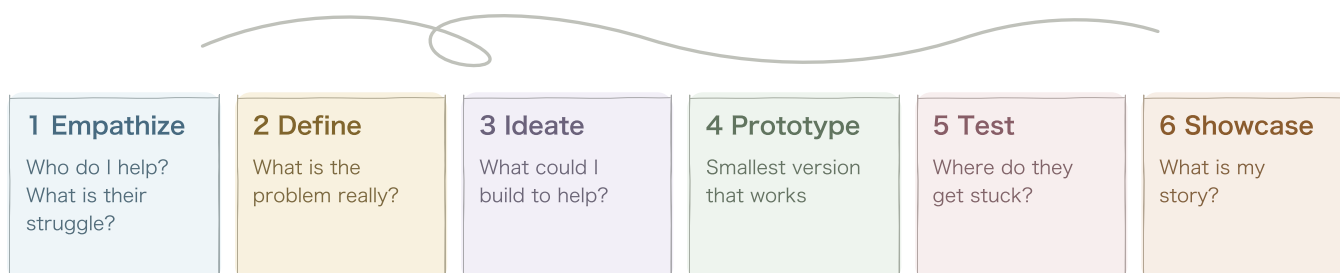 1 Empathize
Who do I help?
What is their
struggle?
2 Define
What is the
problem really?
3 Ideate
What could I
build to help?
4 Prototype
Smallest version
that works
5 Test
Where do they
get stuck?
6 Showcase
What is my
story?